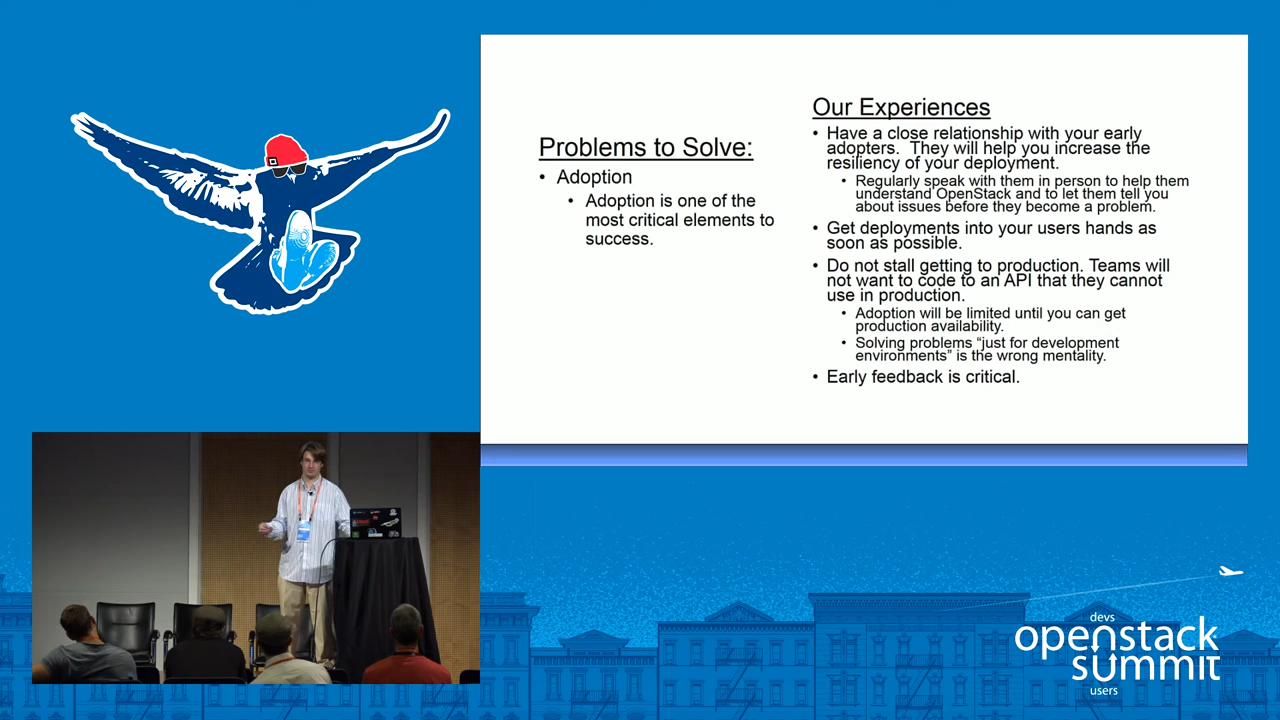 Problems to Solve:
• Adoption
• Adoption is one of the
most critical elements to
success.
Our Experiences
• Have a close relationship with your early
adopters. They will help you increase the
resiliency of your deployment.
• Regularly speak with them in person to help them
understand OpenStack and to let them tell you
about issues before they become a problem.
• Get deployments into your users hands as
soon as possible.
• Do not stall getting to production. Teams will
not want to code to an API that they cannot
use in production.
• Adoption will be limited until you can get
production availability.
• Solving problems “just for development
environments” is the wrong mentality.
• Early feedback is critical.
devs
openstack
summit
users